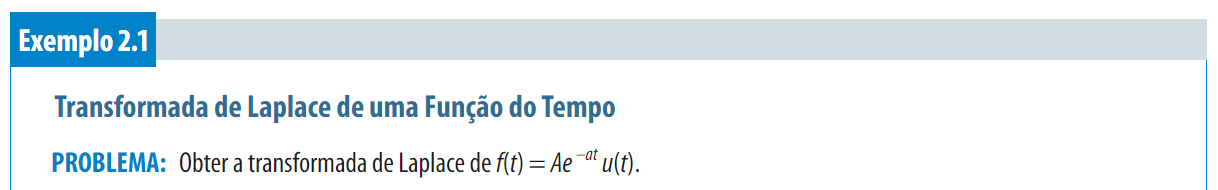 Exemplo 2.1
Transformada de Laplace de uma Função do Tempo
PROBLEMA: Obter a transformada de Laplace de f(t) = Ae⁻ᵃᵗ u(t).